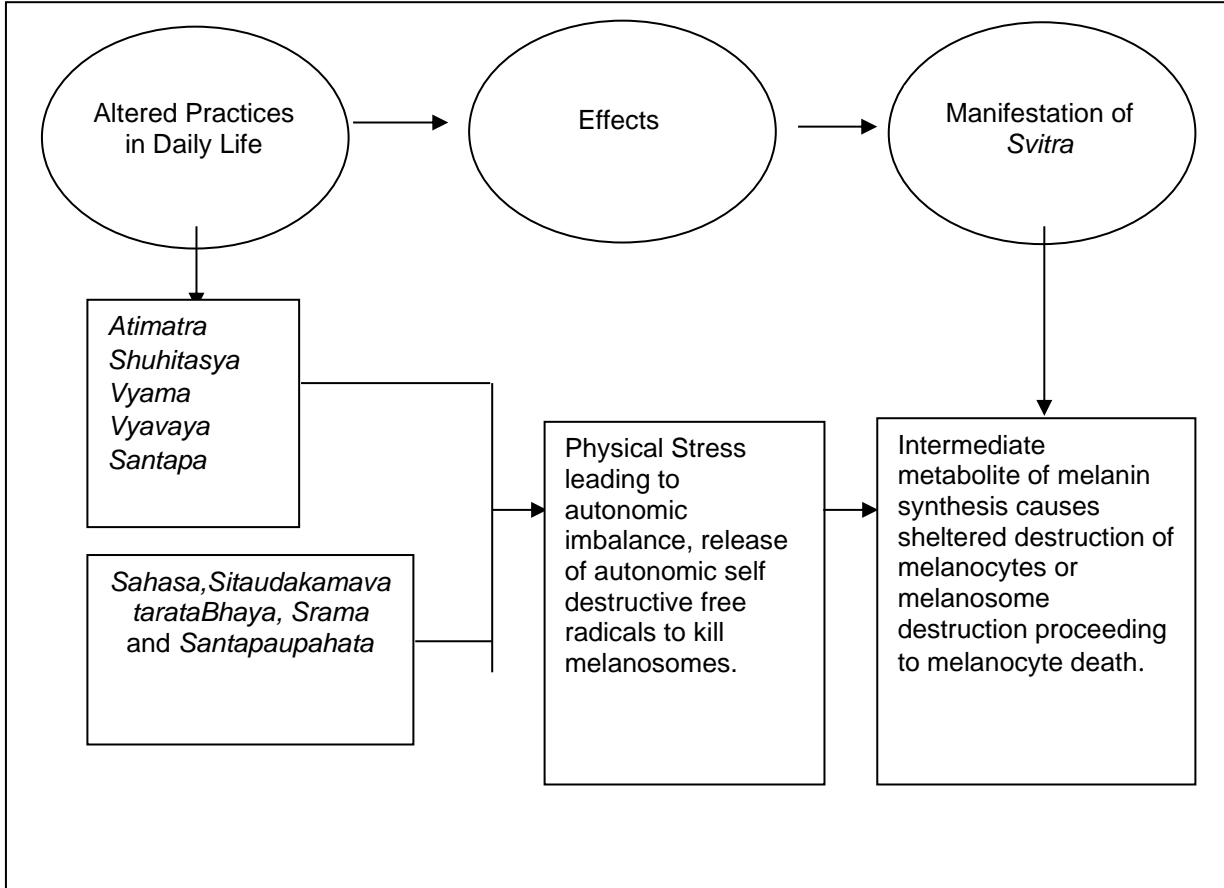 Altered Practices
in Daily Life
Effects
Manifestation of
Svitra
Atimatra
Shuhitasya
Vyama
Vyavaya
Santapa
Sahasa,Sitaudakamava
tarataBhaya, Srama
and Santapaupahata
Physical Stress
leading to
autonomic
imbalance, release
of autonomic self
destructive free
radicals to kill
melanosomes.
Intermediate
metabolite of melanin
synthesis causes
sheltered destruction of
melanocytes or
melanosome
destruction proceeding
to melanocyte death.